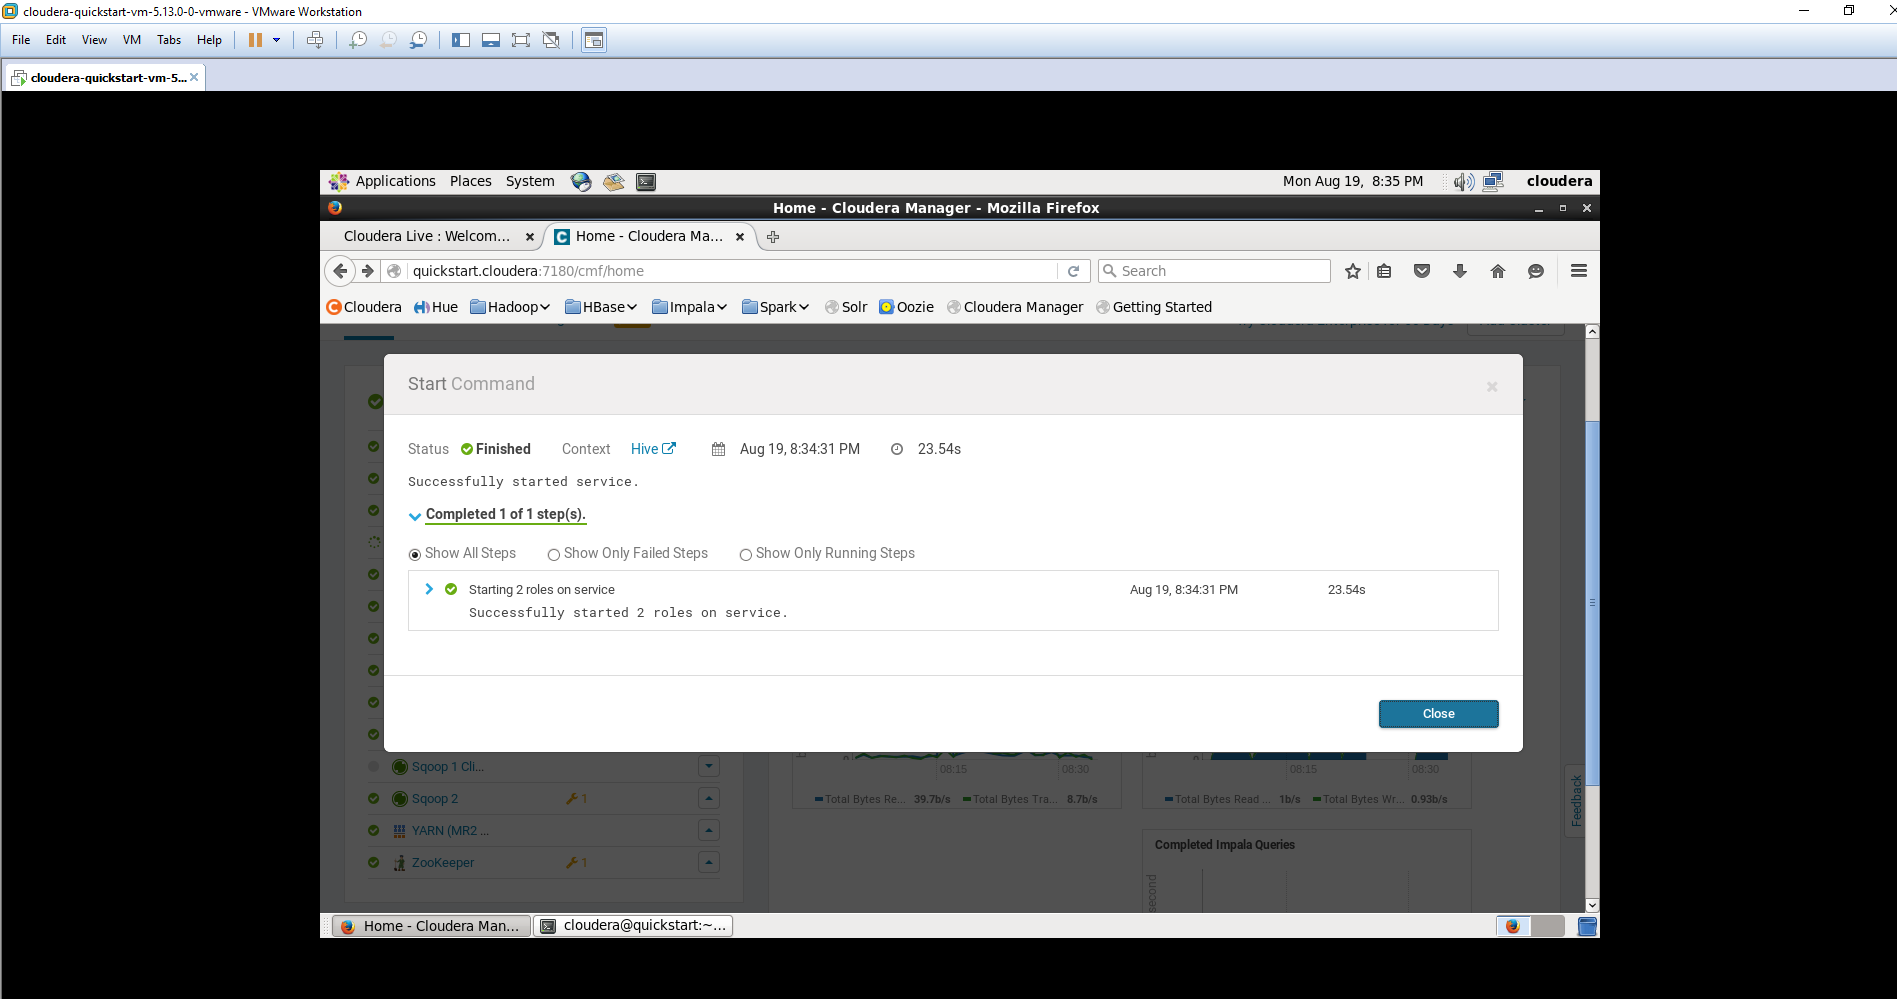 cloudera-quickstart-vm-5.13.0-0-vmware - VMware Workstation
File Edit View VM Tabs Help
cloudera-quickstart-vm-5...
Applications Places System Mon Aug 19, 8:35 PM cloudera
Home - Cloudera Manager - Mozilla Firefox
Cloudera Live : Welcom... Home - Cloudera Ma...
quickstart.cloudera:7180/cmf/home Search
Cloudera Hue Hadoop HBase Impala Spark Solr Oozie Cloudera Manager Getting Started
Start Command
Status Finished Context Hive Aug 19, 8:34:31 PM 23.54s
Successfully started service.
Completed 1 of 1 step(s).
Show All Steps Show Only Failed Steps Show Only Running Steps
Starting 2 roles on service Aug 19, 8:34:31 PM 23.54s
Successfully started 2 roles on service.
Close
Sqoop 1 Cli... 08:15 08:30 08:15 08:30
Sqoop 2 1 Total Bytes Re... 39.7b/s Total Bytes Tra... 8.7b/s Total Bytes Read ... 1b/s Total Bytes Wr... 0.93b/s
Feedback
YARN (MR2 ...
Completed Impala Queries
ZooKeeper 1
second
Home - Cloudera Man... cloudera@quickstart:~...